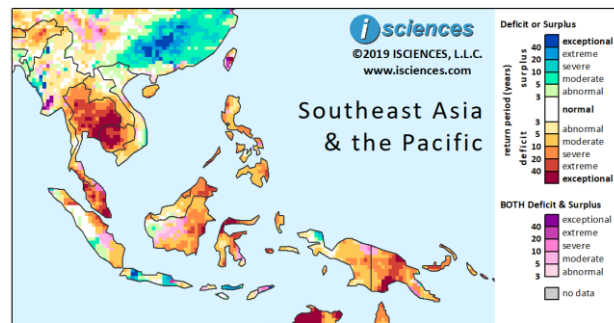 i sciences
©2019 ISCIENCES, L.L.C.
www.isciences.com
Southeast Asia
& the Pacific
Deficit or Surplus
return period (years)
surplus
deficit
exceptional
40
extreme
20
severe
10
moderate
5
abnormal
3
normal
3
abnormal
5
moderate
10
severe
20
extreme
40
exceptional
BOTH Deficit & Surplus
exceptional
40
extreme
20
severe
10
moderate
5
abnormal
3
no data